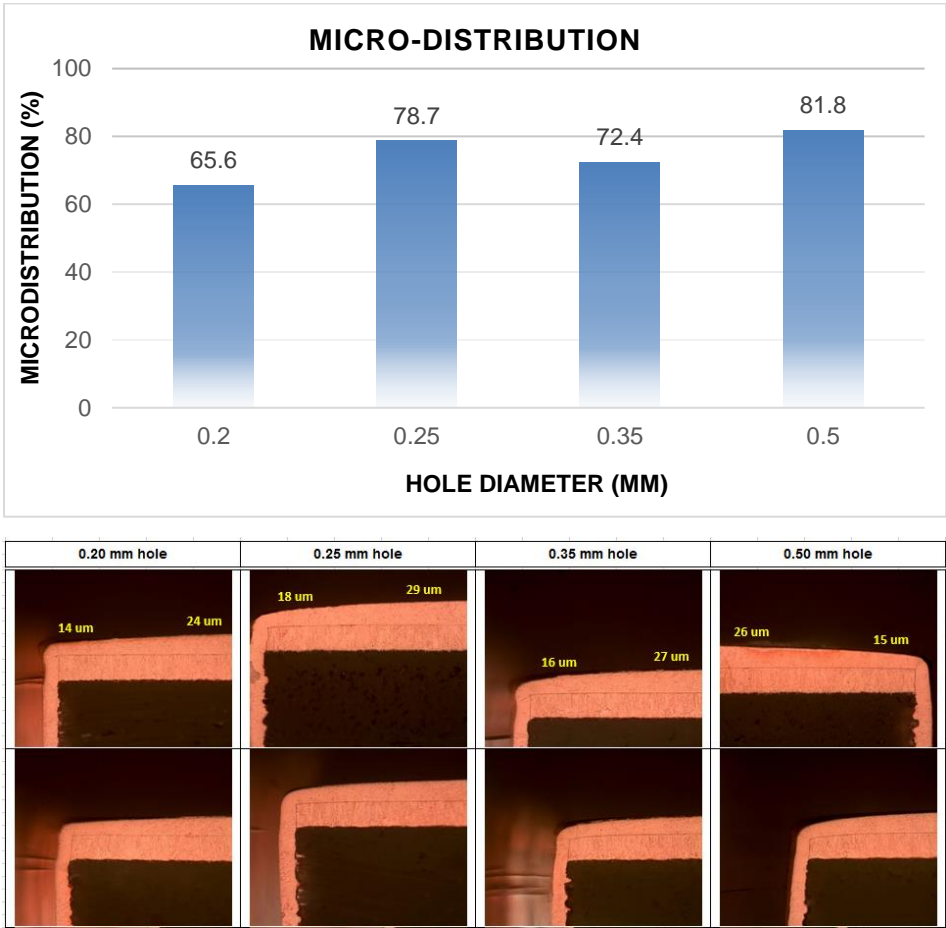 MICRO-DISTRIBUTION
MICRODISTRIBUTION (%)
100
80
60
40
20
0
65.6
78.7
72.4
81.8
0.2
0.25
0.35
0.5
HOLE DIAMETER (MM)
0.20 mm hole
0.25 mm hole
0.35 mm hole
0.50 mm hole
14 um
24 um
18 um
29 um
16 um
27 um
26 um
15 um